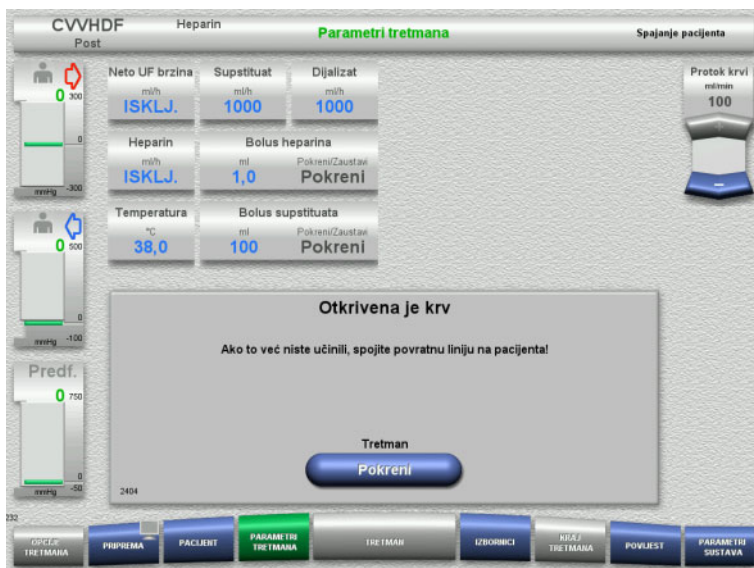 CVVHDF
Post
Heparin
Parametri tretmana
Spajanje pacijenta
0
300
0
mmHg
-300
Neto UF brzina
ml/h
ISKLJ.
Supstituat
ml/h
1000
Dijalizat
ml/h
1000
Protok krvi
ml/min
100
+
–
Heparin
ml/h
ISKLJ.
Bolus heparina
ml
Pokreni/Zaustavi
1,0
Pokreni
Temperatura
°C
38,0
Bolus supstituata
ml
Pokreni/Zaustavi
100
Pokreni
0
500
0
mmHg
-100
Predf.
0
750
0
mmHg
-50
Otkrivena je krv
Ako to već niste učinili, spojite povratnu liniju na pacijenta!
Tretman
Pokreni
2404
232
OPCIJE
TRETMANA
PRIPREMA
PACIJENT
PARAMETRI
TRETMANA
TRETMAN
IZBORNICI
KRAJ
TRETMANA
POVIJEST
PARAMETRI
SUSTAVA